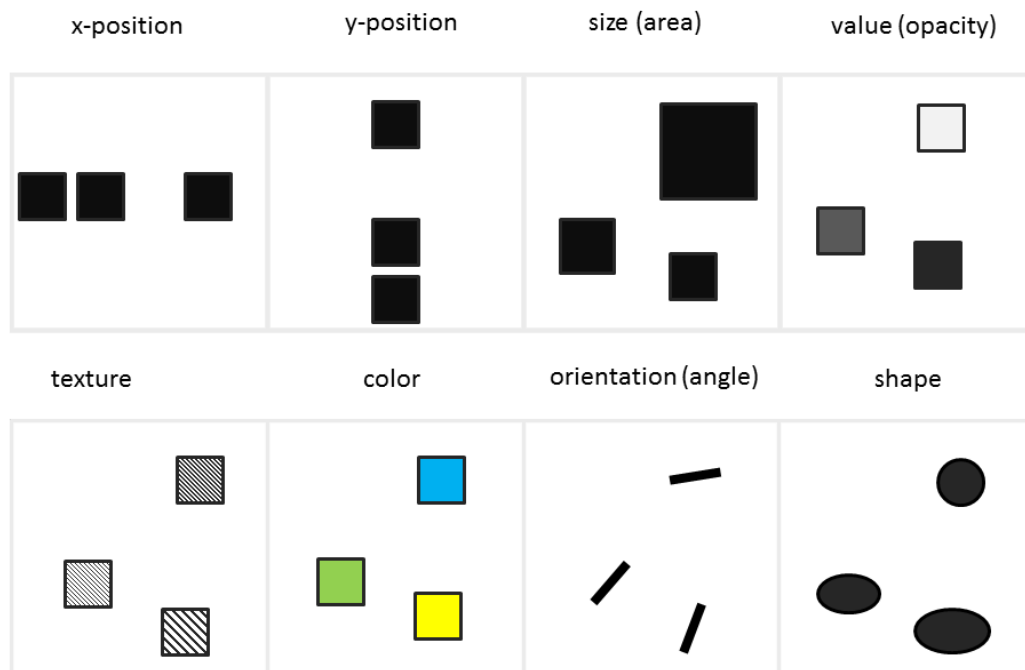 x-position
y-position
size (area)
value (opacity)
texture
color
orientation (angle)
shape